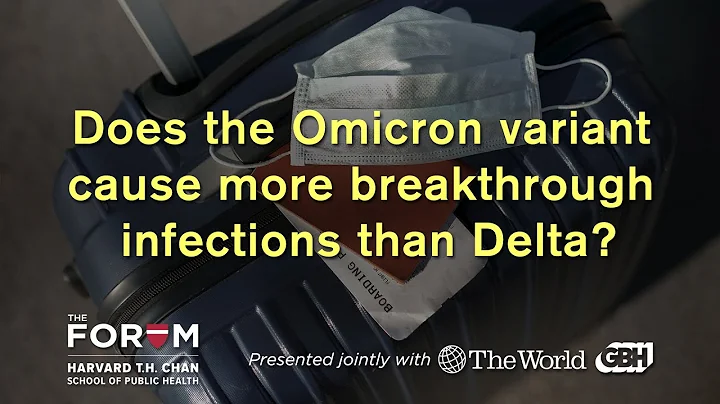 Does the Omicron variant
cause more breakthrough
infections than Delta?
BOARDING
THE
FORUM
HARVARD T.H. CHAN
SCHOOL OF PUBLIC HEALTH
Presented jointly with The World GBH